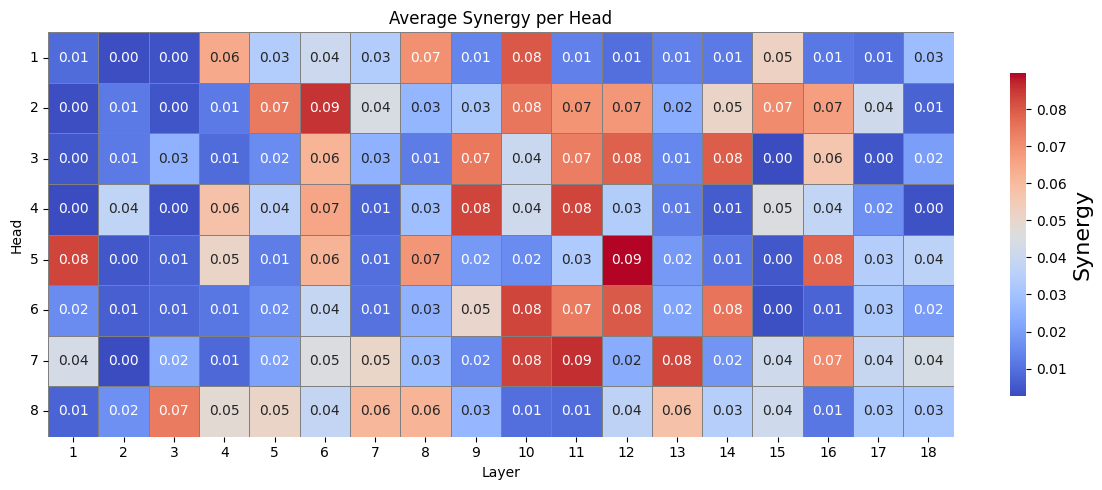 Average Synergy per Head
1 0.01 0.00 0.00 0.06 0.03 0.04 0.03 0.07 0.01 0.08 0.01 0.01 0.01 0.01 0.05 0.01 0.01 0.03
2 0.00 0.01 0.00 0.01 0.07 0.09 0.04 0.03 0.03 0.08 0.07 0.07 0.02 0.05 0.07 0.07 0.04 0.01
3 0.00 0.01 0.03 0.01 0.02 0.06 0.03 0.01 0.07 0.04 0.07 0.08 0.01 0.08 0.00 0.06 0.00 0.02
4 0.00 0.04 0.00 0.06 0.04 0.07 0.01 0.03 0.08 0.04 0.08 0.03 0.01 0.01 0.05 0.04 0.02 0.00
5 0.08 0.00 0.01 0.05 0.01 0.06 0.01 0.07 0.02 0.02 0.03 0.09 0.02 0.01 0.00 0.08 0.03 0.04
6 0.02 0.01 0.01 0.01 0.02 0.04 0.01 0.03 0.05 0.08 0.07 0.08 0.02 0.08 0.00 0.01 0.03 0.02
7 0.04 0.00 0.02 0.01 0.02 0.05 0.05 0.03 0.02 0.08 0.09 0.02 0.08 0.02 0.04 0.07 0.04 0.04
8 0.01 0.02 0.07 0.05 0.05 0.04 0.06 0.06 0.03 0.01 0.01 0.04 0.06 0.03 0.04 0.01 0.03 0.03
Head
1 2 3 4 5 6 7 8 9 10 11 12 13 14 15 16 17 18
Layer
0.08
0.07
0.06
0.05
0.04
0.03
0.02
0.01
Synergy